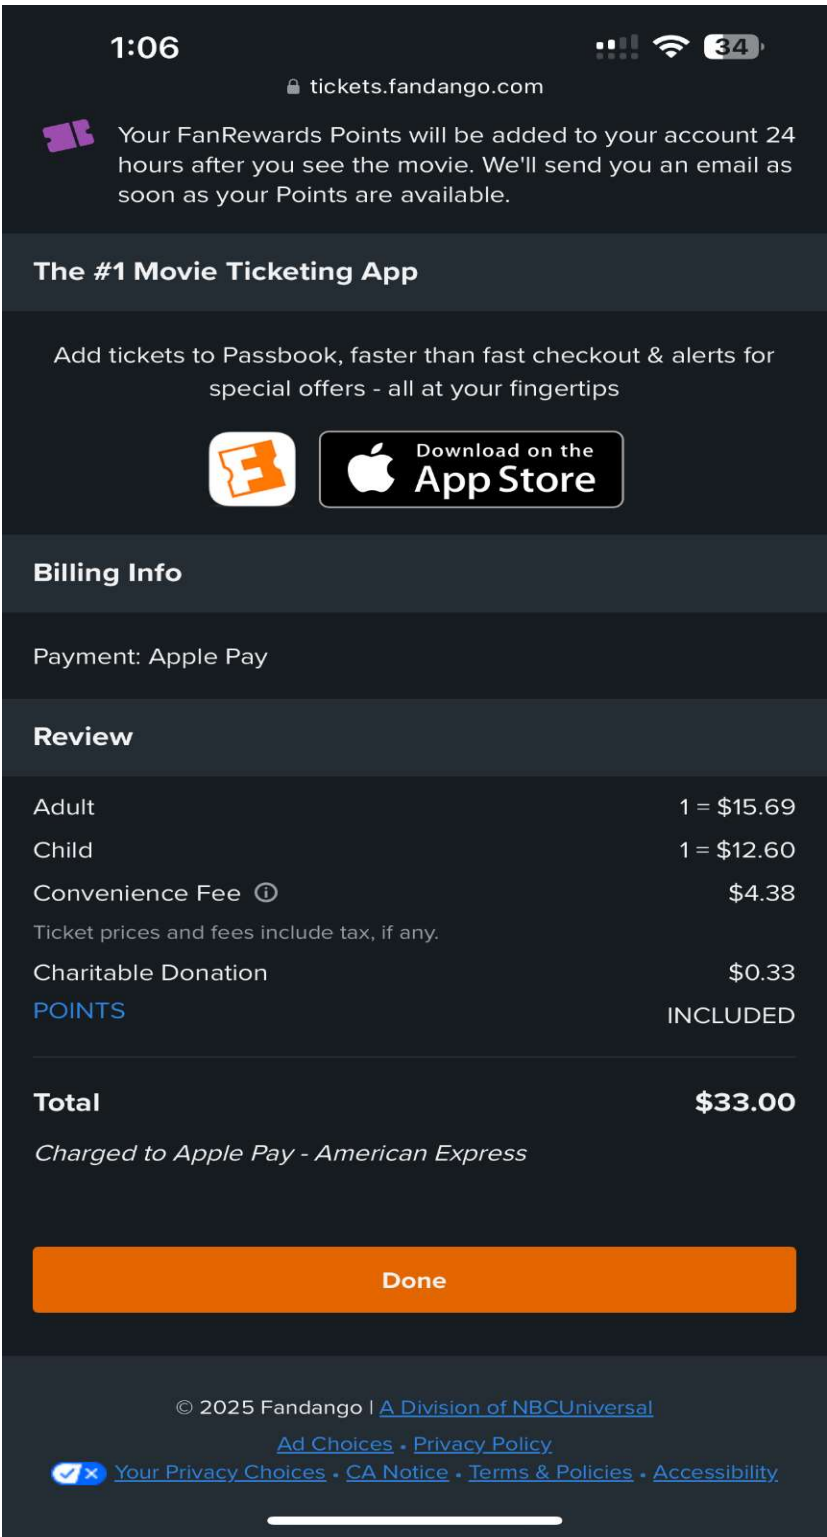 1:06
34
tickets.fandango.com
Your FanRewards Points will be added to your account 24
hours after you see the movie. We'll send you an email as
soon as your Points are available.
The #1 Movie Ticketing App
Add tickets to Passbook, faster than fast checkout & alerts for
special offers - all at your fingertips
F
Download on the
App Store
Billing Info
Payment: Apple Pay
Review
Adult 1 = $15.69
Child 1 = $12.60
Convenience Fee $4.38
Ticket prices and fees include tax, if any.
Charitable Donation $0.33
POINTS INCLUDED
Total $33.00
Charged to Apple Pay - American Express
Done
© 2025 Fandango | A Division of NBCUniversal
Ad Choices • Privacy Policy
Your Privacy Choices • CA Notice • Terms & Policies • Accessibility